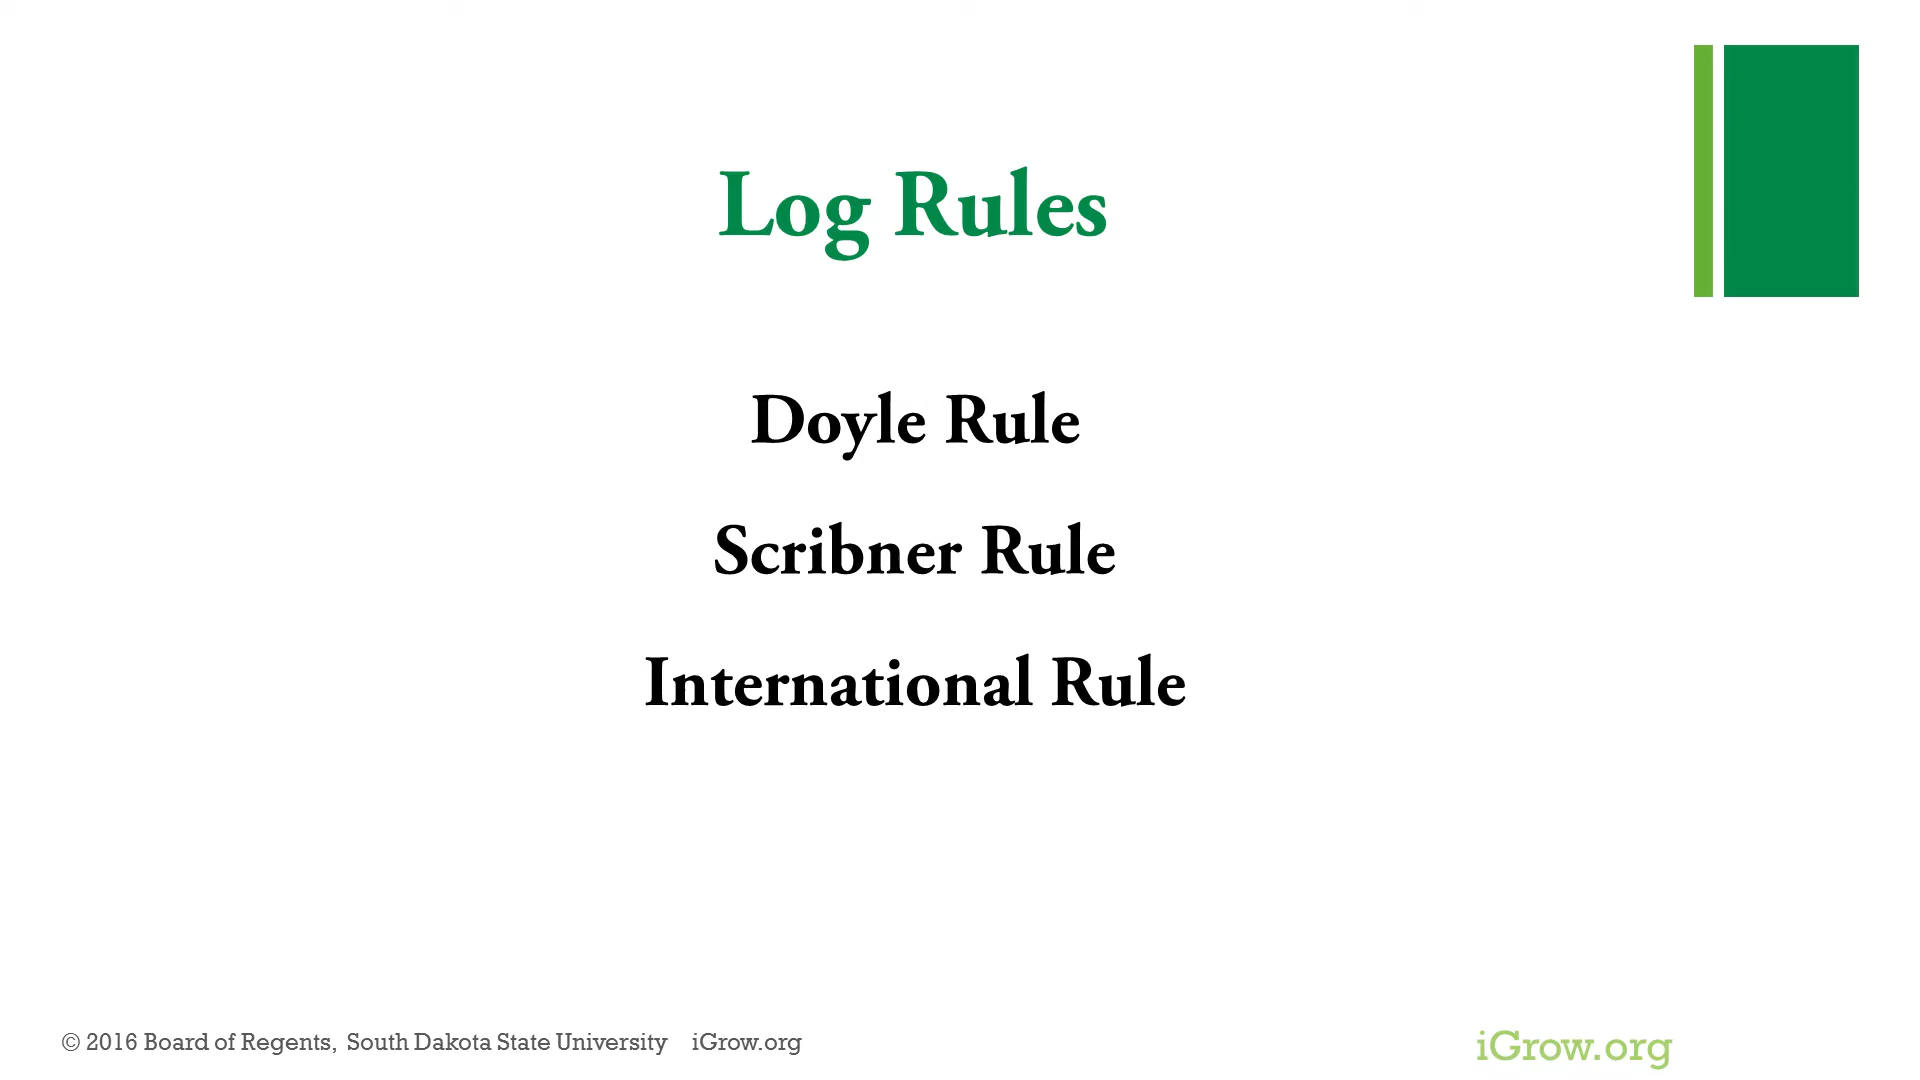 Log Rules
Doyle Rule
Scribner Rule
International Rule
© 2016 Board of Regents, South Dakota State University iGrow.org
iGrow.org